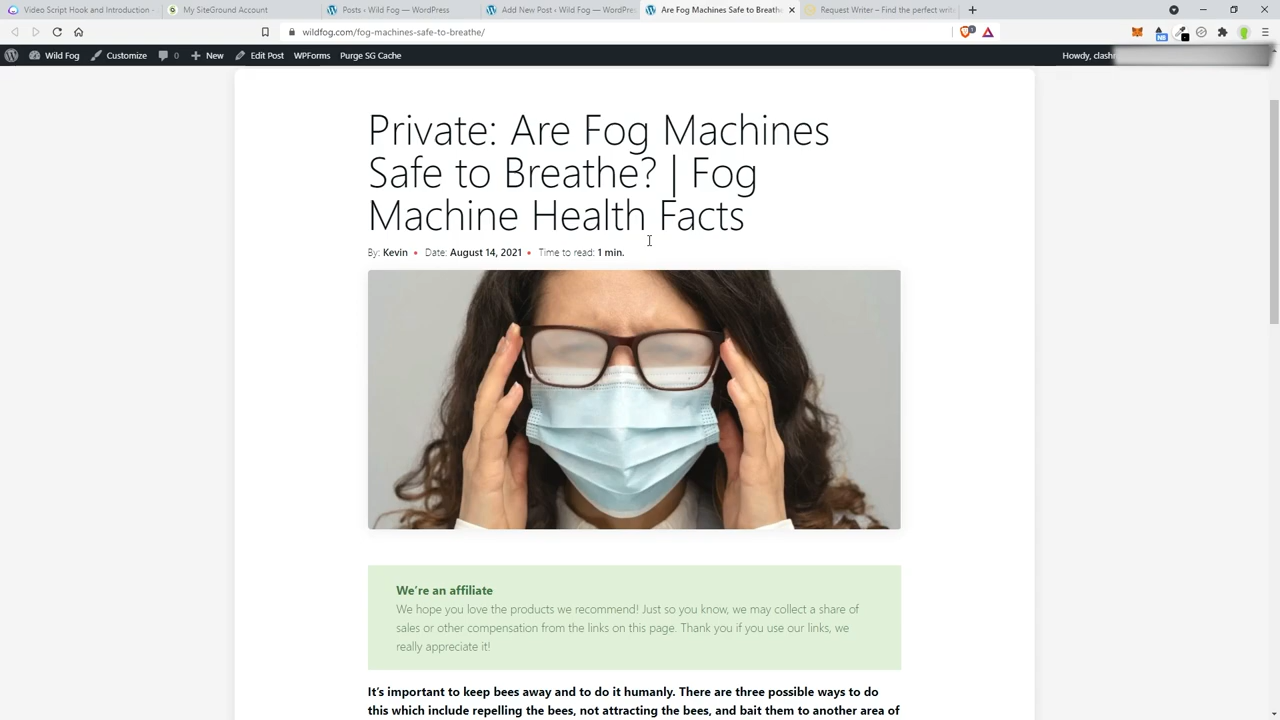 Video Script Hook and Introduction -
My SiteGround Account
Posts ‹ Wild Fog — WordPress
Add New Post ‹ Wild Fog — WordPre
Are Fog Machines Safe to Breath
Request Writer – Find the perfect writ
wildfog.com/fog-machines-safe-to-breathe/
Wild Fog
Customize
0
New
Edit Post
WPForms
Purge SG Cache
Howdy, clash
Private: Are Fog Machines
Safe to Breathe? | Fog
Machine Health Facts
By: Kevin • Date: August 14, 2021 • Time to read: 1 min.
We're an affiliate
We hope you love the products we recommend! Just so you know, we may collect a share of
sales or other compensation from the links on this page. Thank you if you use our links, we
really appreciate it!
It's important to keep bees away and to do it humanly. There are three possible ways to do
this which include repelling the bees, not attracting the bees, and bait them to another area of